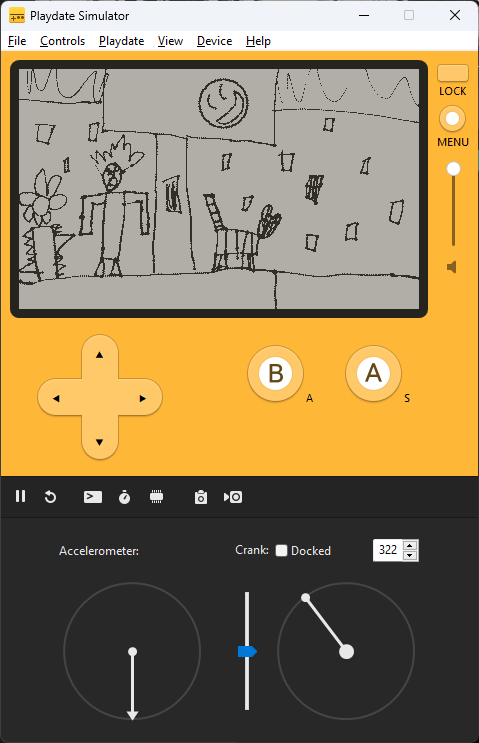 Playdate Simulator
File Controls Playdate View Device Help
LOCK
MENU
B A
A S
Accelerometer: Crank: Docked 322